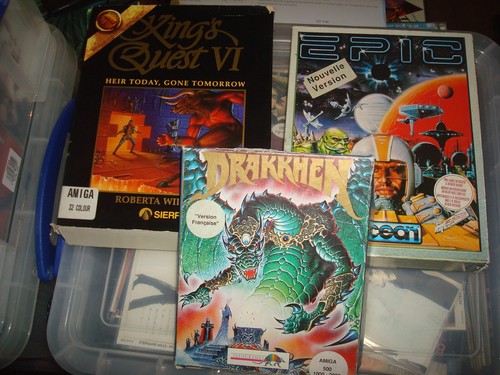 King's
Quest VI
HEIR TODAY, GONE TOMORROW
AMIGA
32 COLOUR
ROBERTA
SIERR
EPIC
Nouvelle
Version
ocean
DRAKKHEN
"Version
Française"
AMIGA
500